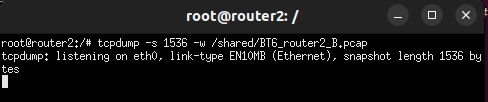 root@router2: /
root@router2:/# tcpdump -s 1536 -w /shared/BT6_router2_B.pcap
tcpdump: listening on eth0, link-type EN10MB (Ethernet), snapshot length 1536 by
tes